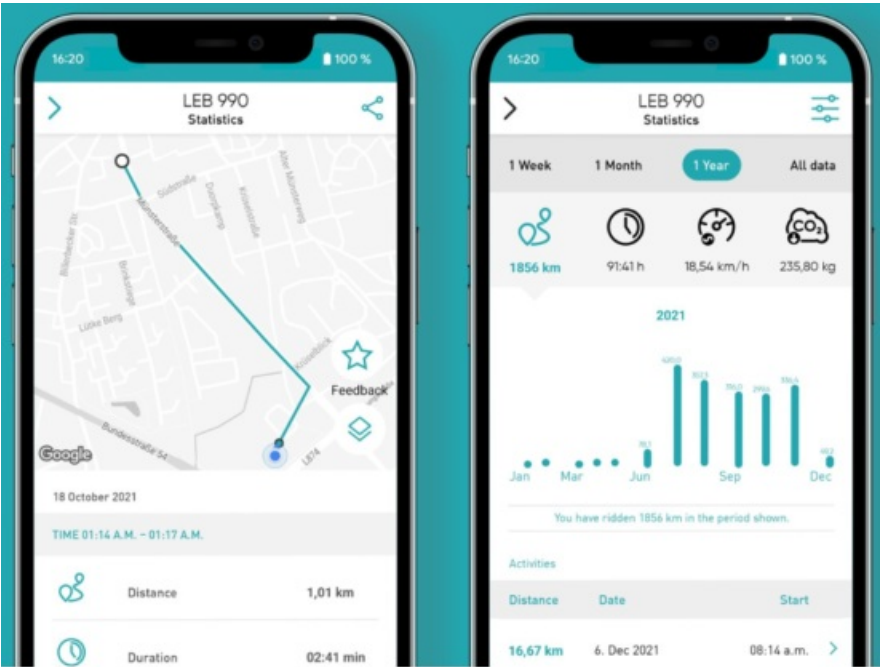 16:20
100 %
LEB 990
Statistics
Südstraße
Alter Münsterweg
Münsterstraße
Lütke Berg
Feedback
Bundesstraße 54
L874
Google
18 October 2021
TIME 01:14 A.M. – 01:17 A.M.
Distance
1,01 km
Duration
02:41 min
16:20
100 %
LEB 990
Statistics
1 Week 1 Month 1 Year All data
CO₂
1856 km 91:41 h 18,54 km/h 235,80 kg
2021
Jan Mar Jun Sep Dec
You have ridden 1856 km in the period shown.
Activities
Distance Date Start
16,67 km 6. Dec 2021 08:14 a.m.